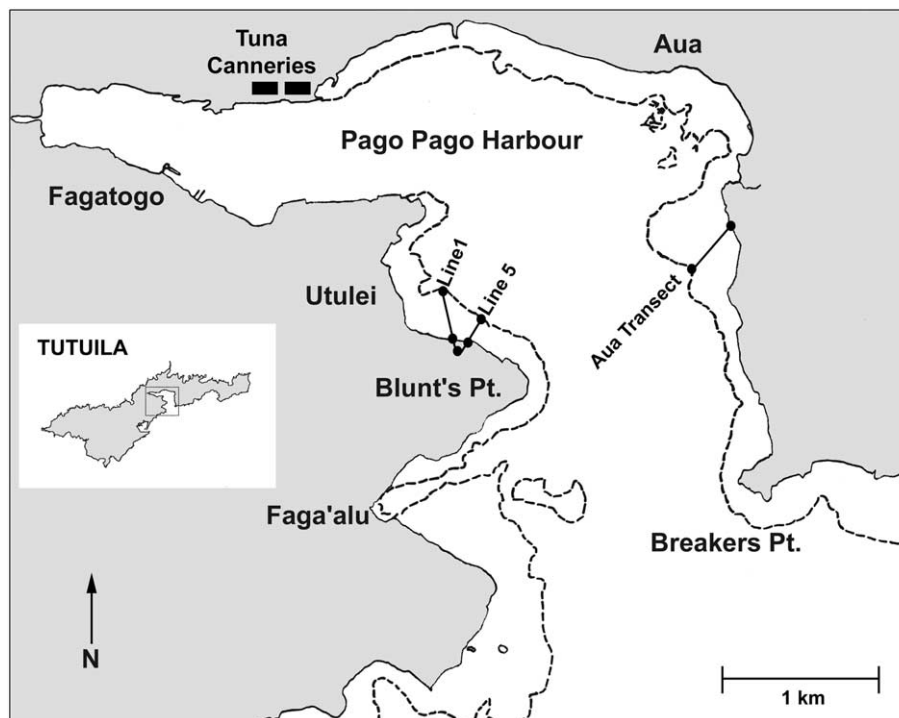 Tuna
Canneries
Aua
Pago Pago Harbour
Fagatogo
Line1
Line 5
Utulei
Aua Transect
TUTUILA
Blunt's Pt.
Faga'alu
Breakers Pt.
N
1 km